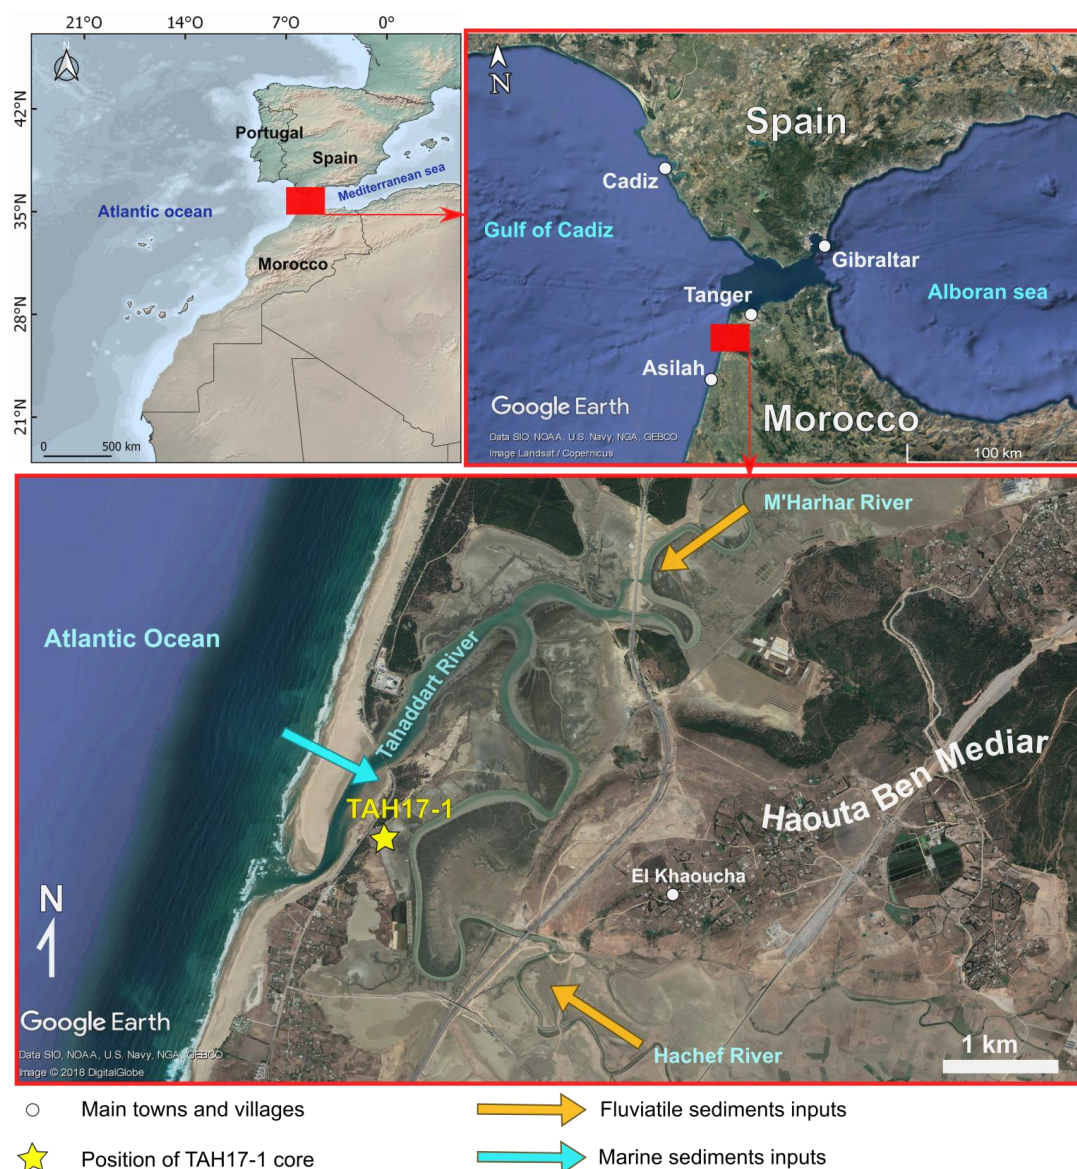 21°O 14°O 7°O 0°
N
42°N
35°N
28°N
21°N
Portugal
Spain
Mediterranean sea
Atlantic ocean
Morocco
0 500 km
N
Spain
Cadiz
Gulf of Cadiz
Gibraltar
Tanger
Alboran sea
Asilah
Google Earth
Morocco
Data SIO, NOAA, U.S. Navy, NGA, GEBCO
Image Landsat / Copernicus
100 km
M'Harhar River
Atlantic Ocean
Tahaddart River
TAH17-1
Haouta Ben Mediar
El Khaoucha
N
Google Earth
Data SIO, NOAA, U.S. Navy, NGA, GEBCO
Image © 2018 DigitalGlobe
Hachef River
1 km
Main towns and villages
Fluviatile sediments inputs
Position of TAH17-1 core
Marine sediments inputs